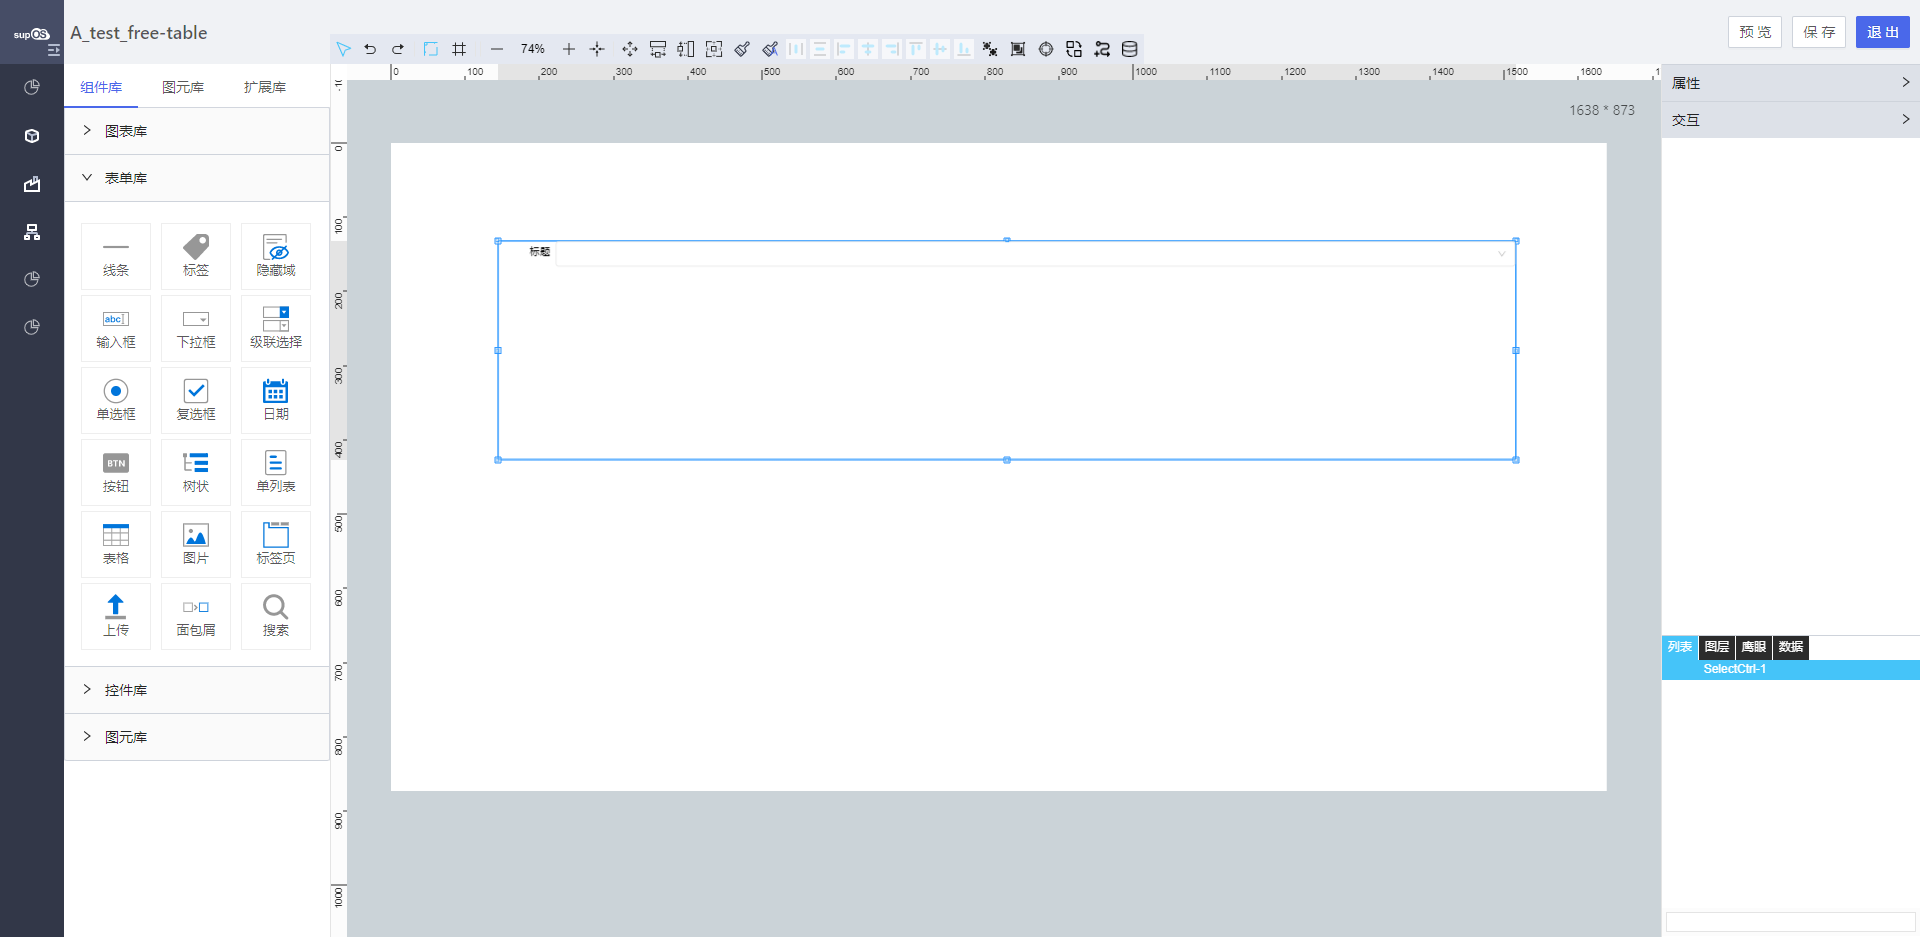 supOS
A_test_free-table
预 览
保 存
退 出
74%
组件库
图元库
扩展库
图表库
表单库
线条
标签
隐藏域
abc
输入框
下拉框
级联选择
单选框
复选框
日期
BTN
按钮
树状
单列表
表格
图片
标签页
上传
面包屑
搜索
控件库
图元库
0 100 200 300 400 500 600 700 800 900 1000 1100 1200 1300 1400 1500 1600
0
100
200
300
400
500
600
700
800
900
1000
1638 * 873
标题
属性
交互
列表
图层
鹰眼
数据
SelectCtrl-1